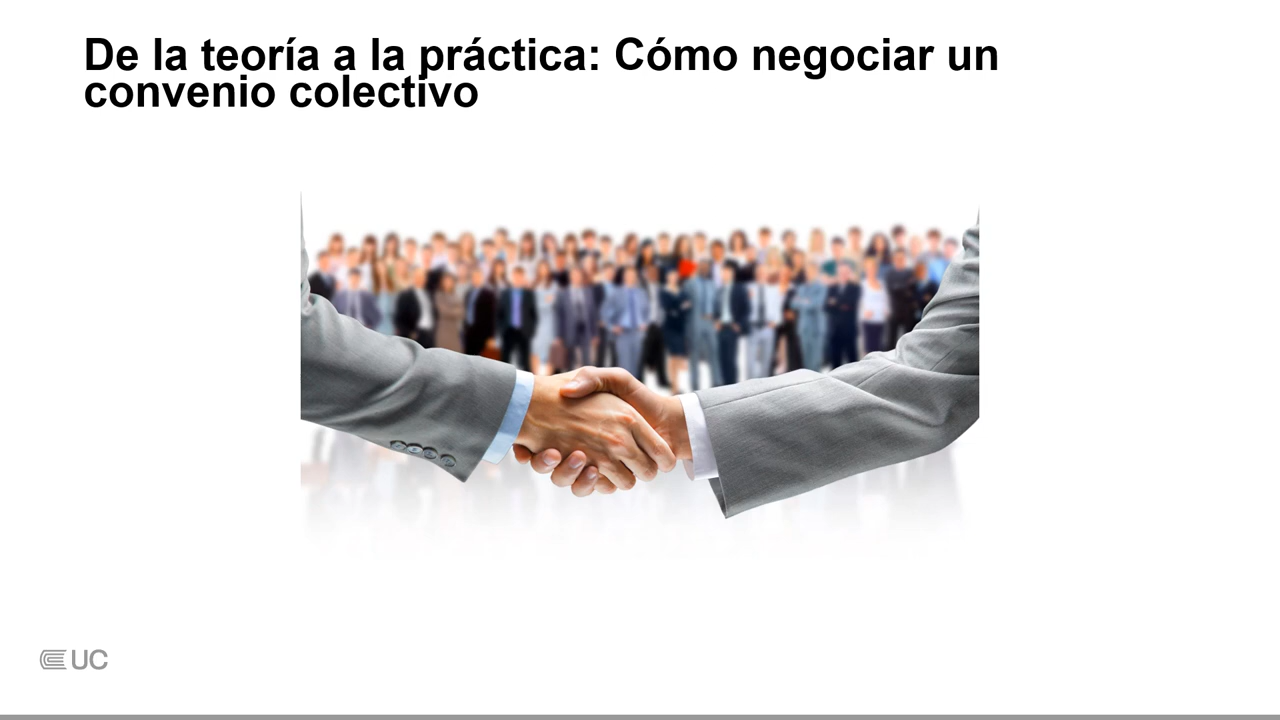 De la teoría a la práctica: Cómo negociar un
convenio colectivo
UC